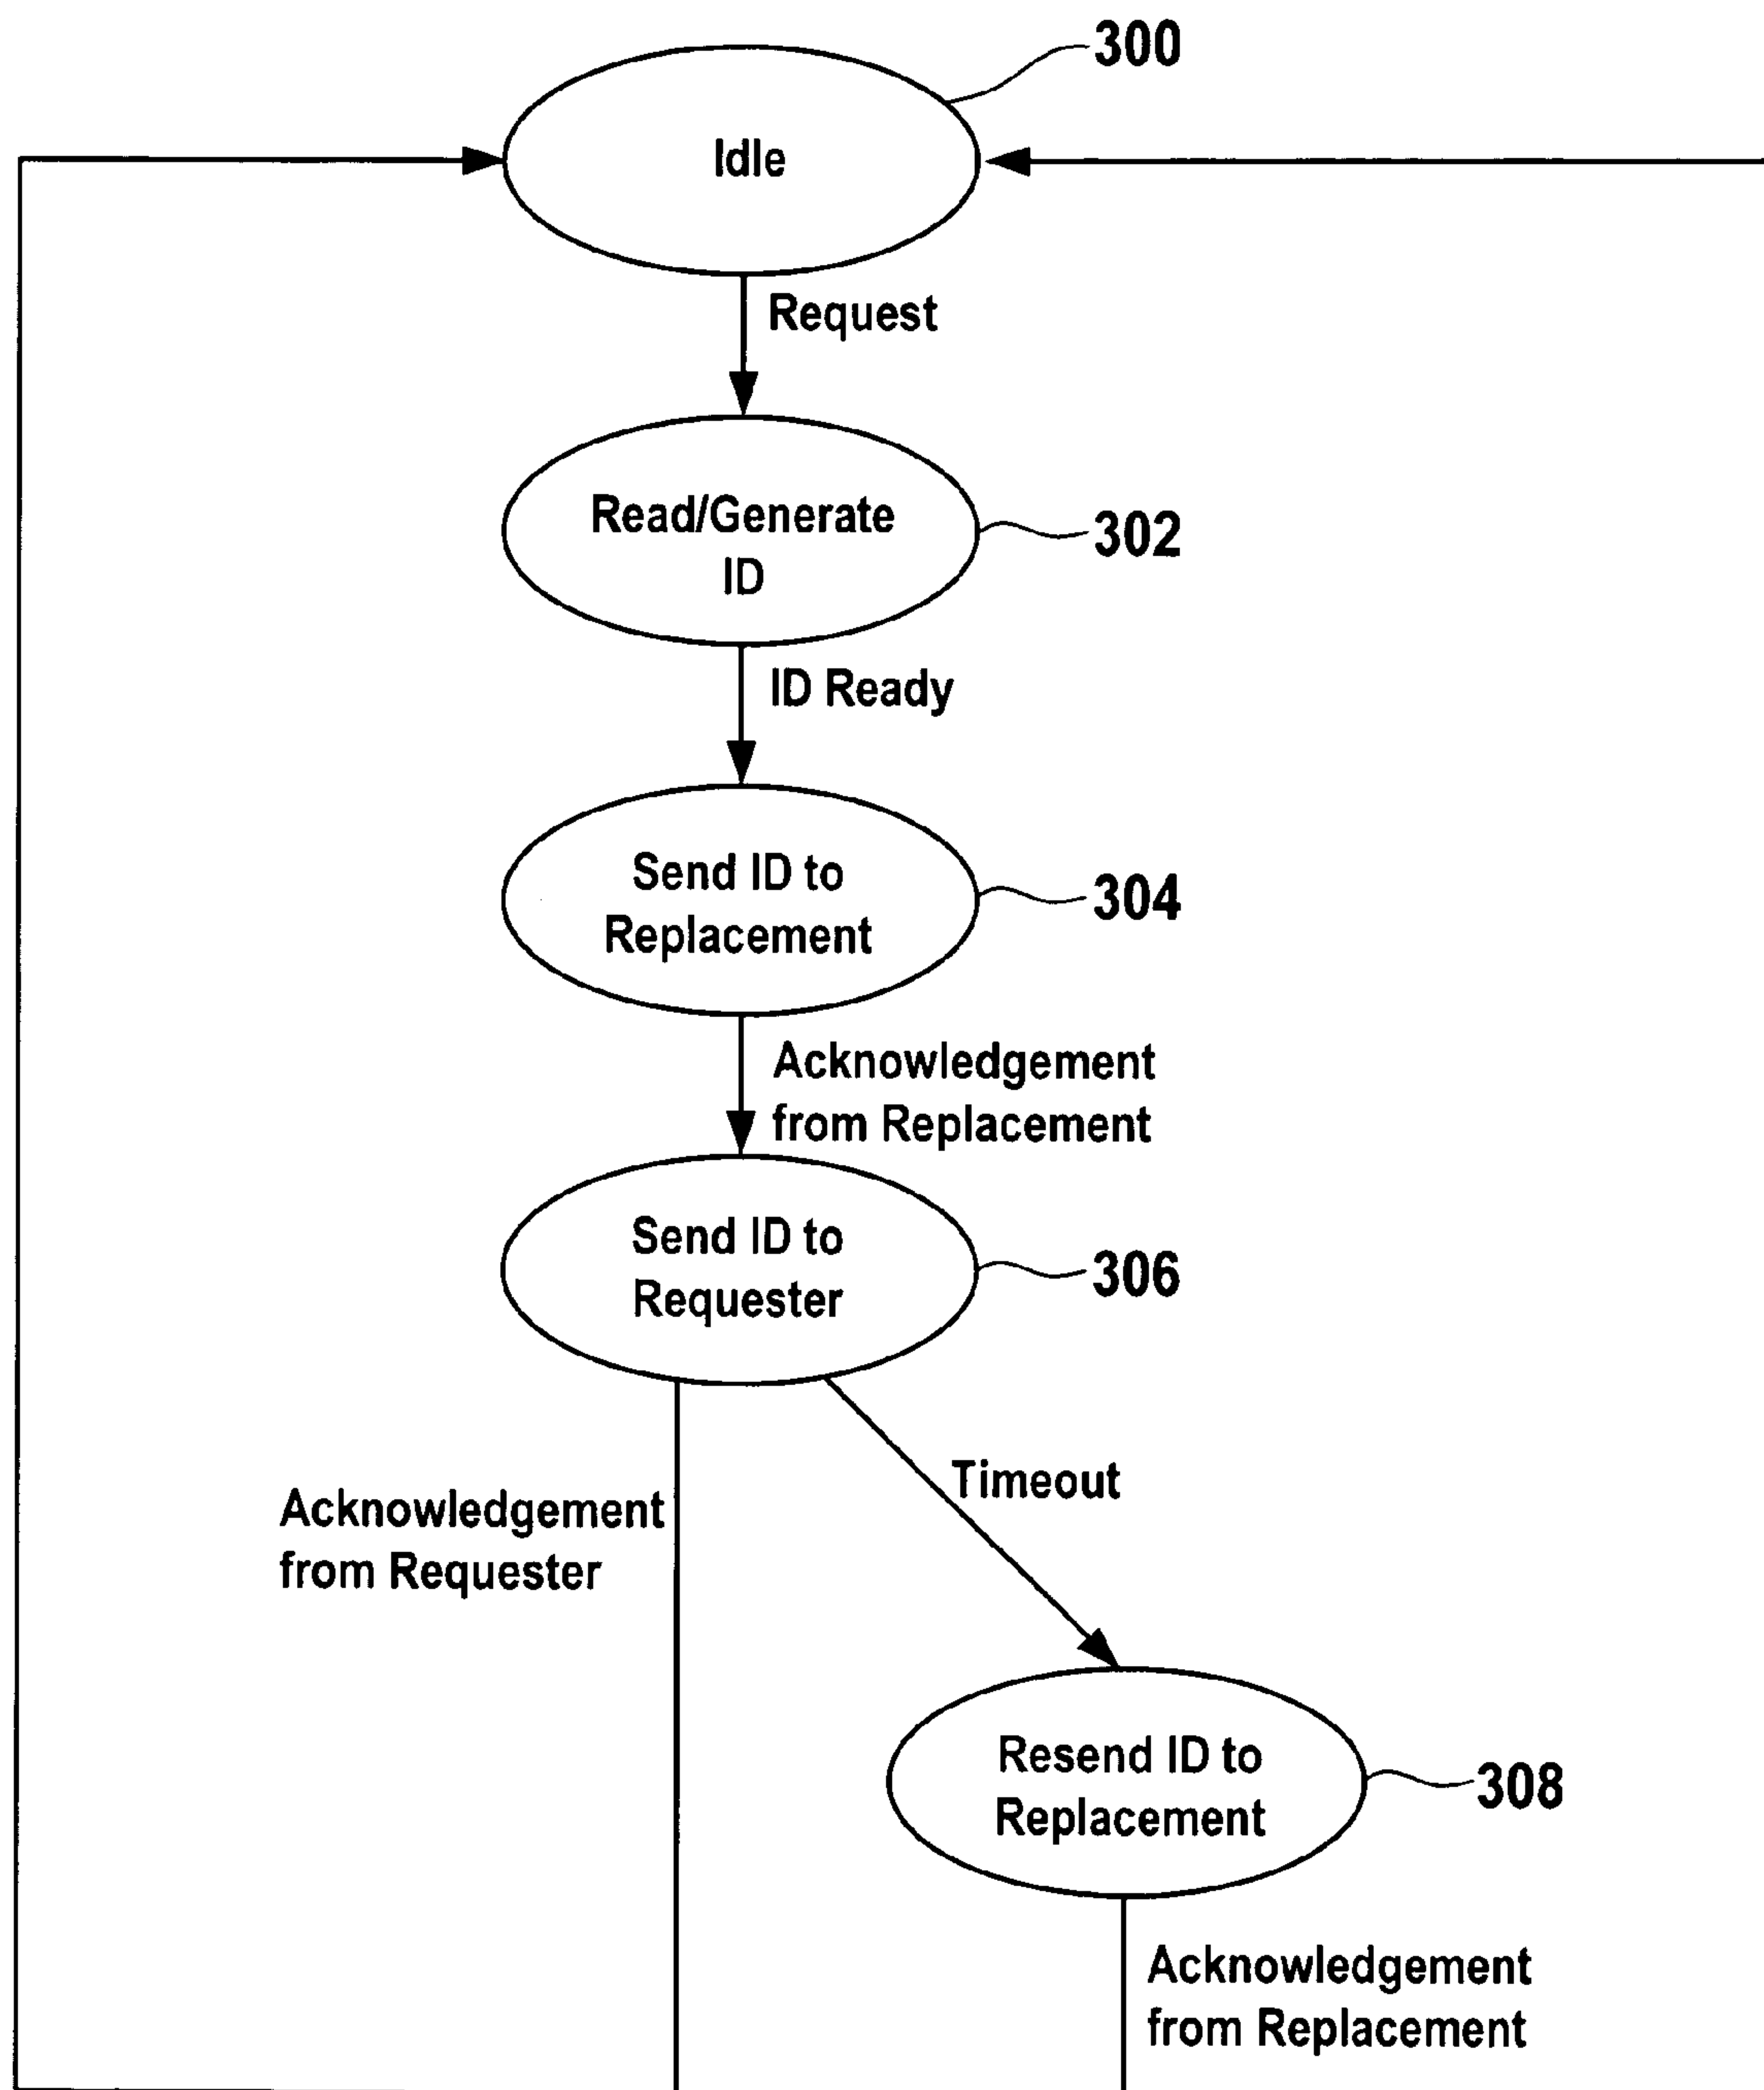 300
Idle
Request
Read/Generate
ID
302
ID Ready
Send ID to
Replacement
304
Acknowledgement
from Replacement
Send ID to
Requester
306
Timeout
Acknowledgement
from Requester
Resend ID to
Replacement
308
Acknowledgement
from Replacement